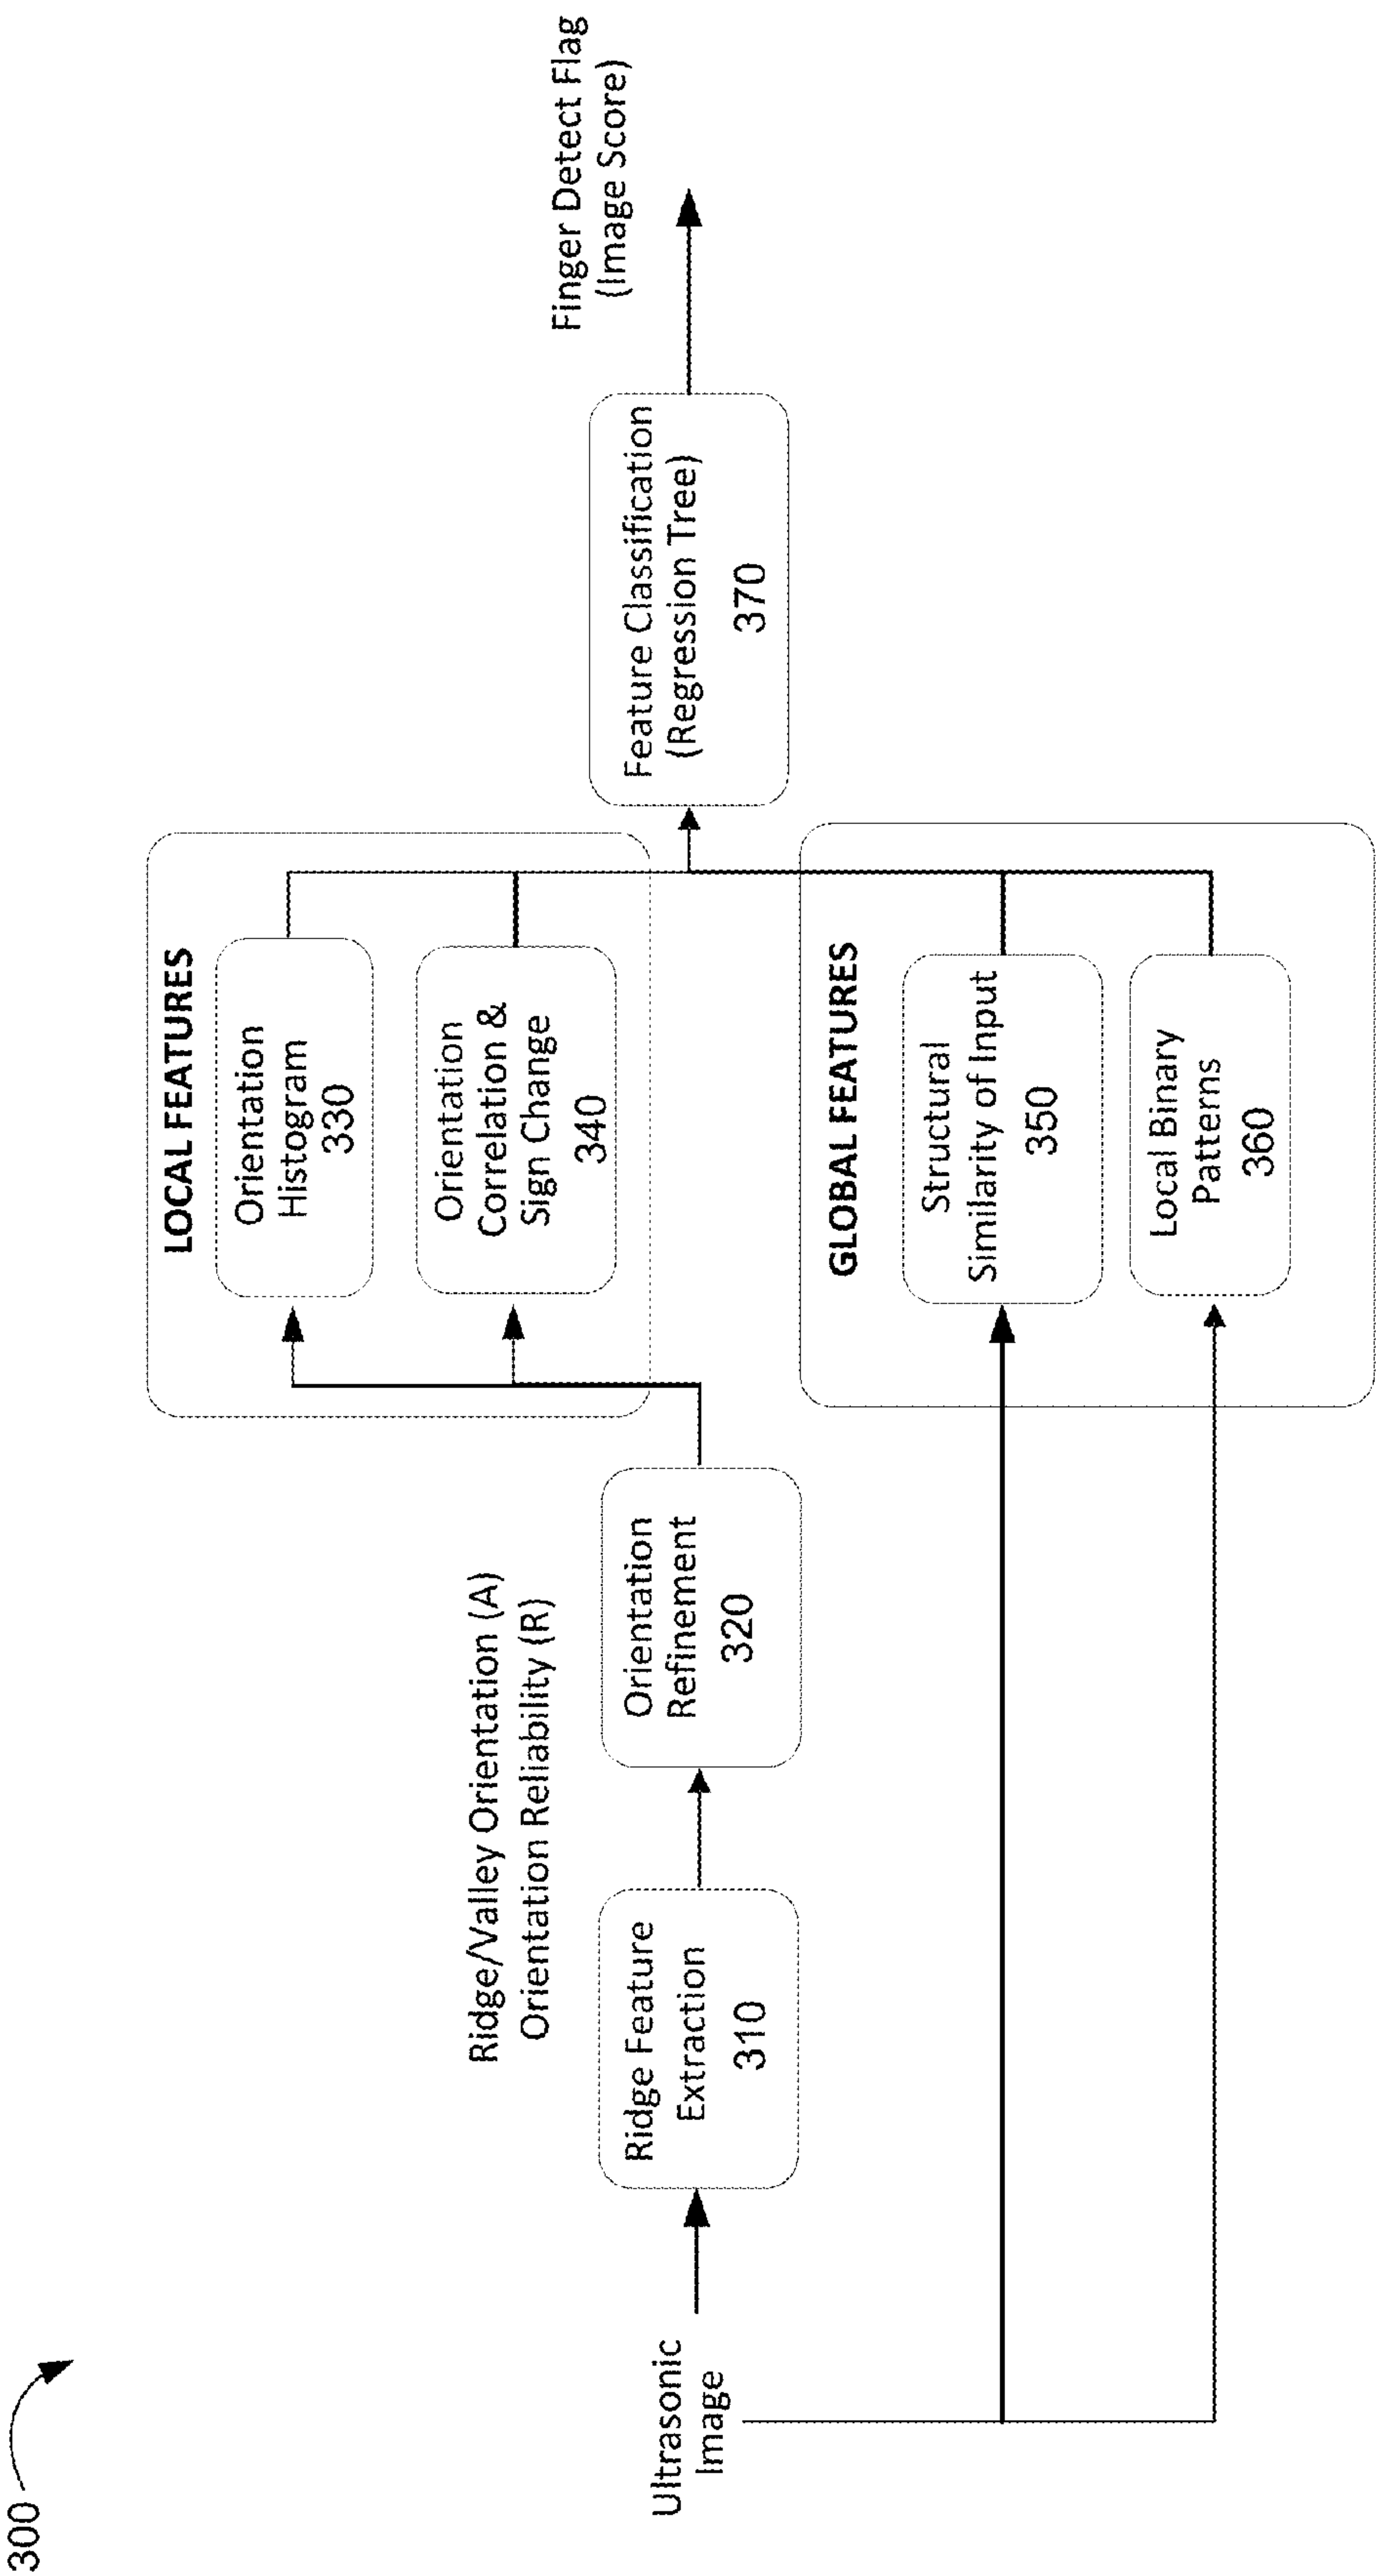 300
Ultrasonic
Image
Ridge Feature
Extraction
310
Ridge/Valley Orientation (A)
Orientation Reliability (R)
Orientation
Refinement
320
LOCAL FEATURES
Orientation
Histogram
330
Orientation
Correlation &
Sign Change
340
GLOBAL FEATURES
Structural
Similarity of Input
350
Local Binary
Patterns
360
Feature Classification
(Regression Tree)
370
Finger Detect Flag
(Image Score)